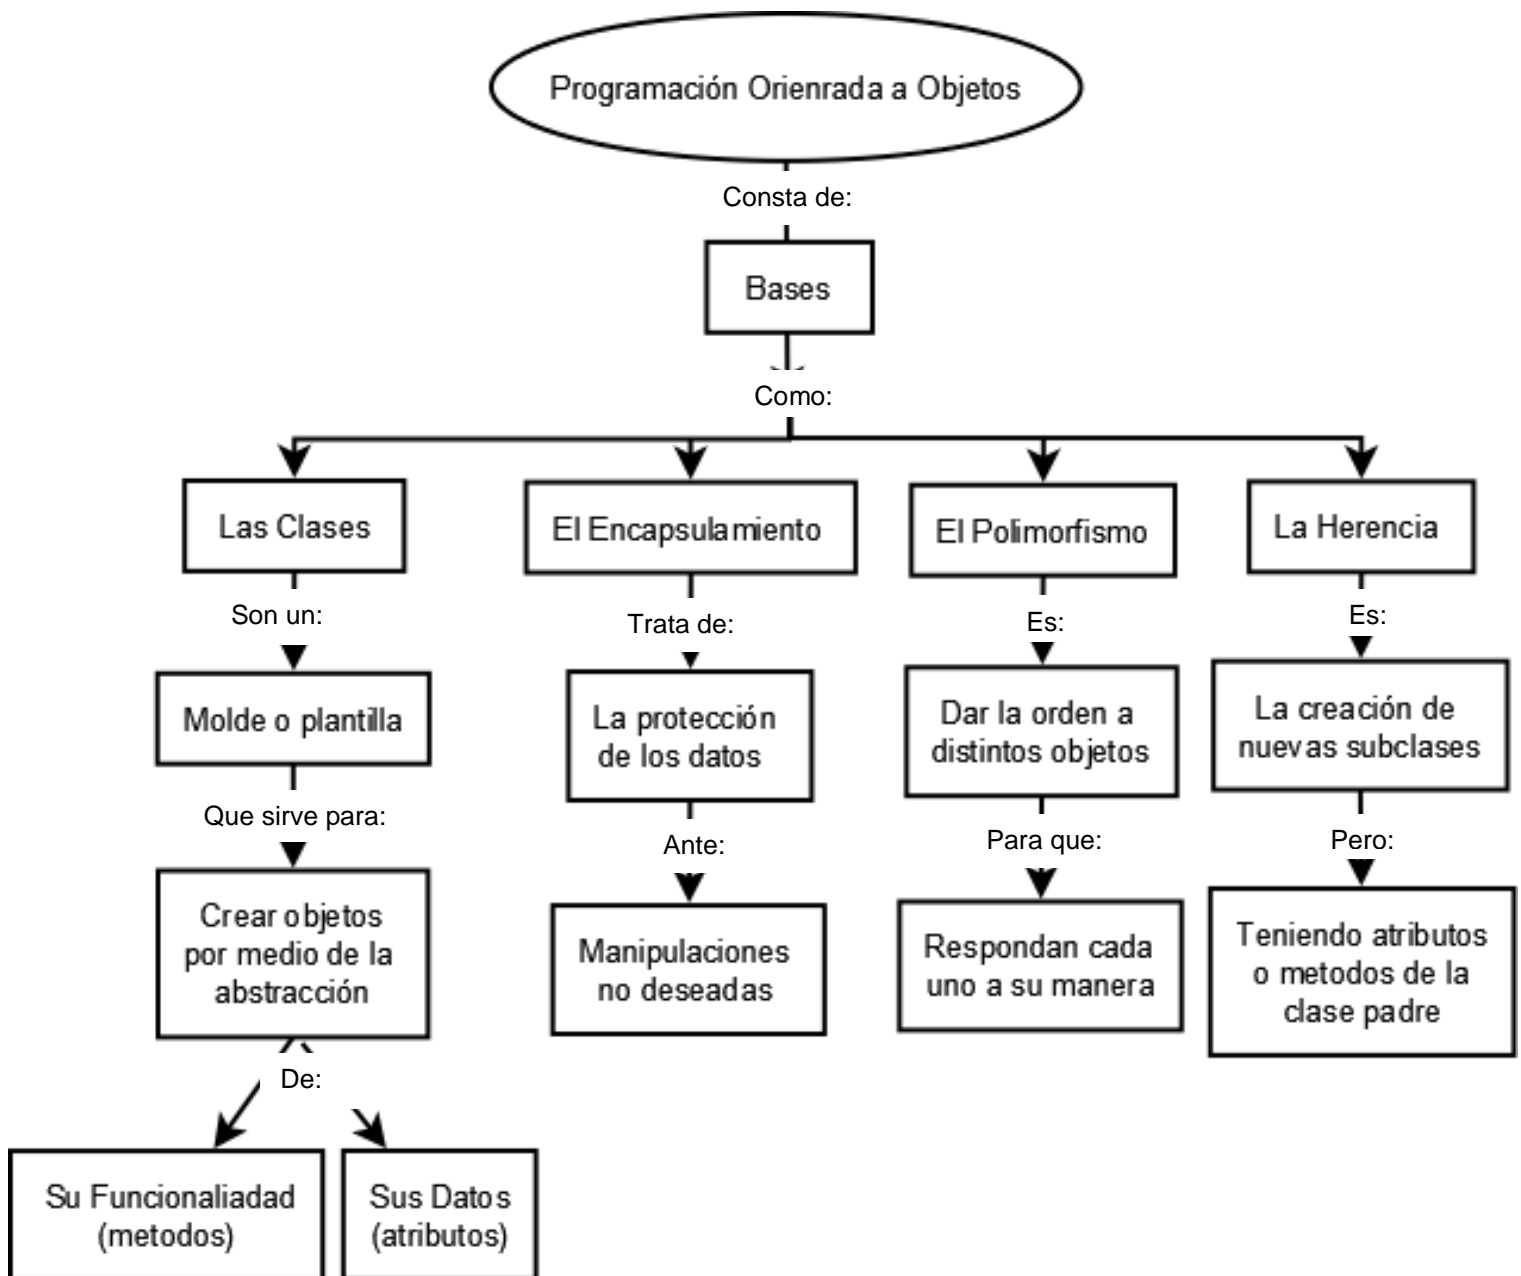 Programación Orienrada a Objetos
Consta de:
Bases
Como:
Las Clases
El Encapsulamiento
El Polimorfismo
La Herencia
Son un:
Trata de:
Es:
Es:
Molde o plantilla
La protección
de los datos
Dar la orden a
distintos objetos
La creación de
nuevas subclases
Que sirve para:
Ante:
Para que:
Pero:
Crear objetos
por medio de la
abstracción
Manipulaciones
no deseadas
Respondan cada
uno a su manera
Teniendo atributos
o metodos de la
clase padre
De:
Su Funcionaliadad
(metodos)
Sus Datos
(atributos)